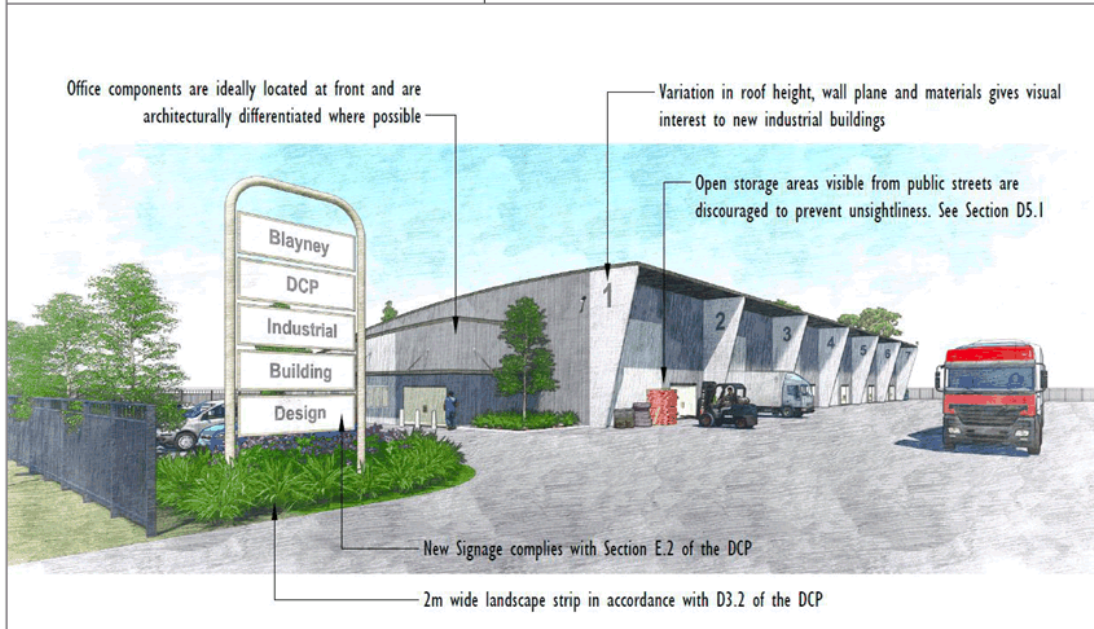 Office components are ideally located at front and are
architecturally differentiated where possible
Variation in roof height, wall plane and materials gives visual
interest to new industrial buildings
Open storage areas visible from public streets are
discouraged to prevent unsightliness. See Section D5.1
Blayney
DCP
Industrial
Building
Design
1
2
3
4
5
6
7
New Signage complies with Section E.2 of the DCP
2m wide landscape strip in accordance with D3.2 of the DCP